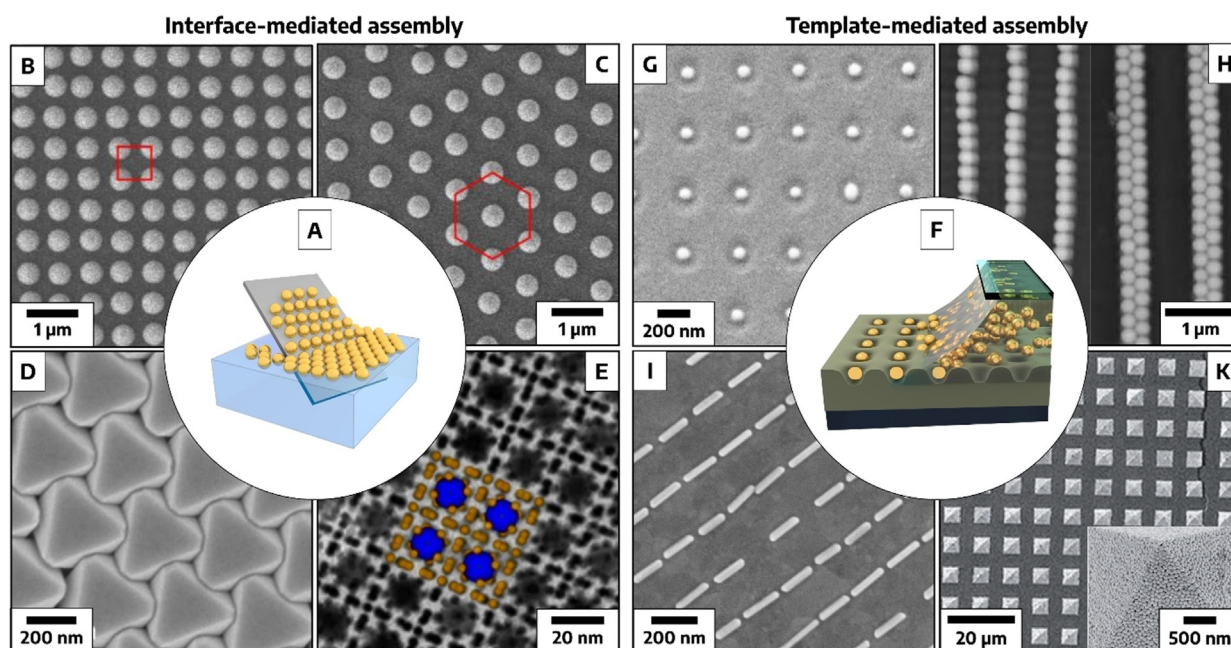 Interface-mediated assembly
Template-mediated assembly
B
C
G
H
A
F
1 µm
1 µm
200 nm
1 µm
D
E
I
K
200 nm
20 nm
200 nm
20 µm
500 nm